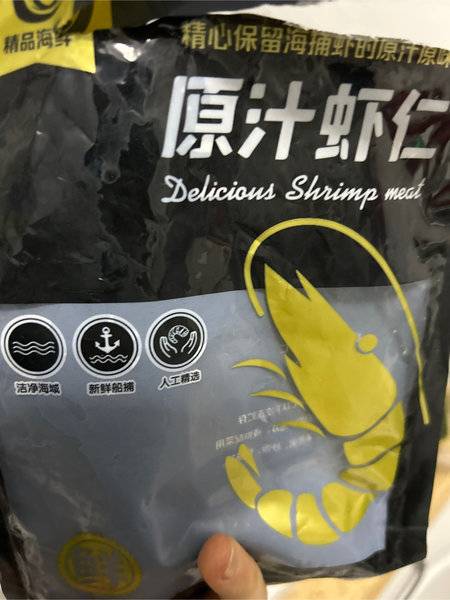 精品海鲜
精心保留海捕虾的原汁原味
原汁虾仁
Delicious Shrimp meat
洁净海域
新鲜船捕
人工精选